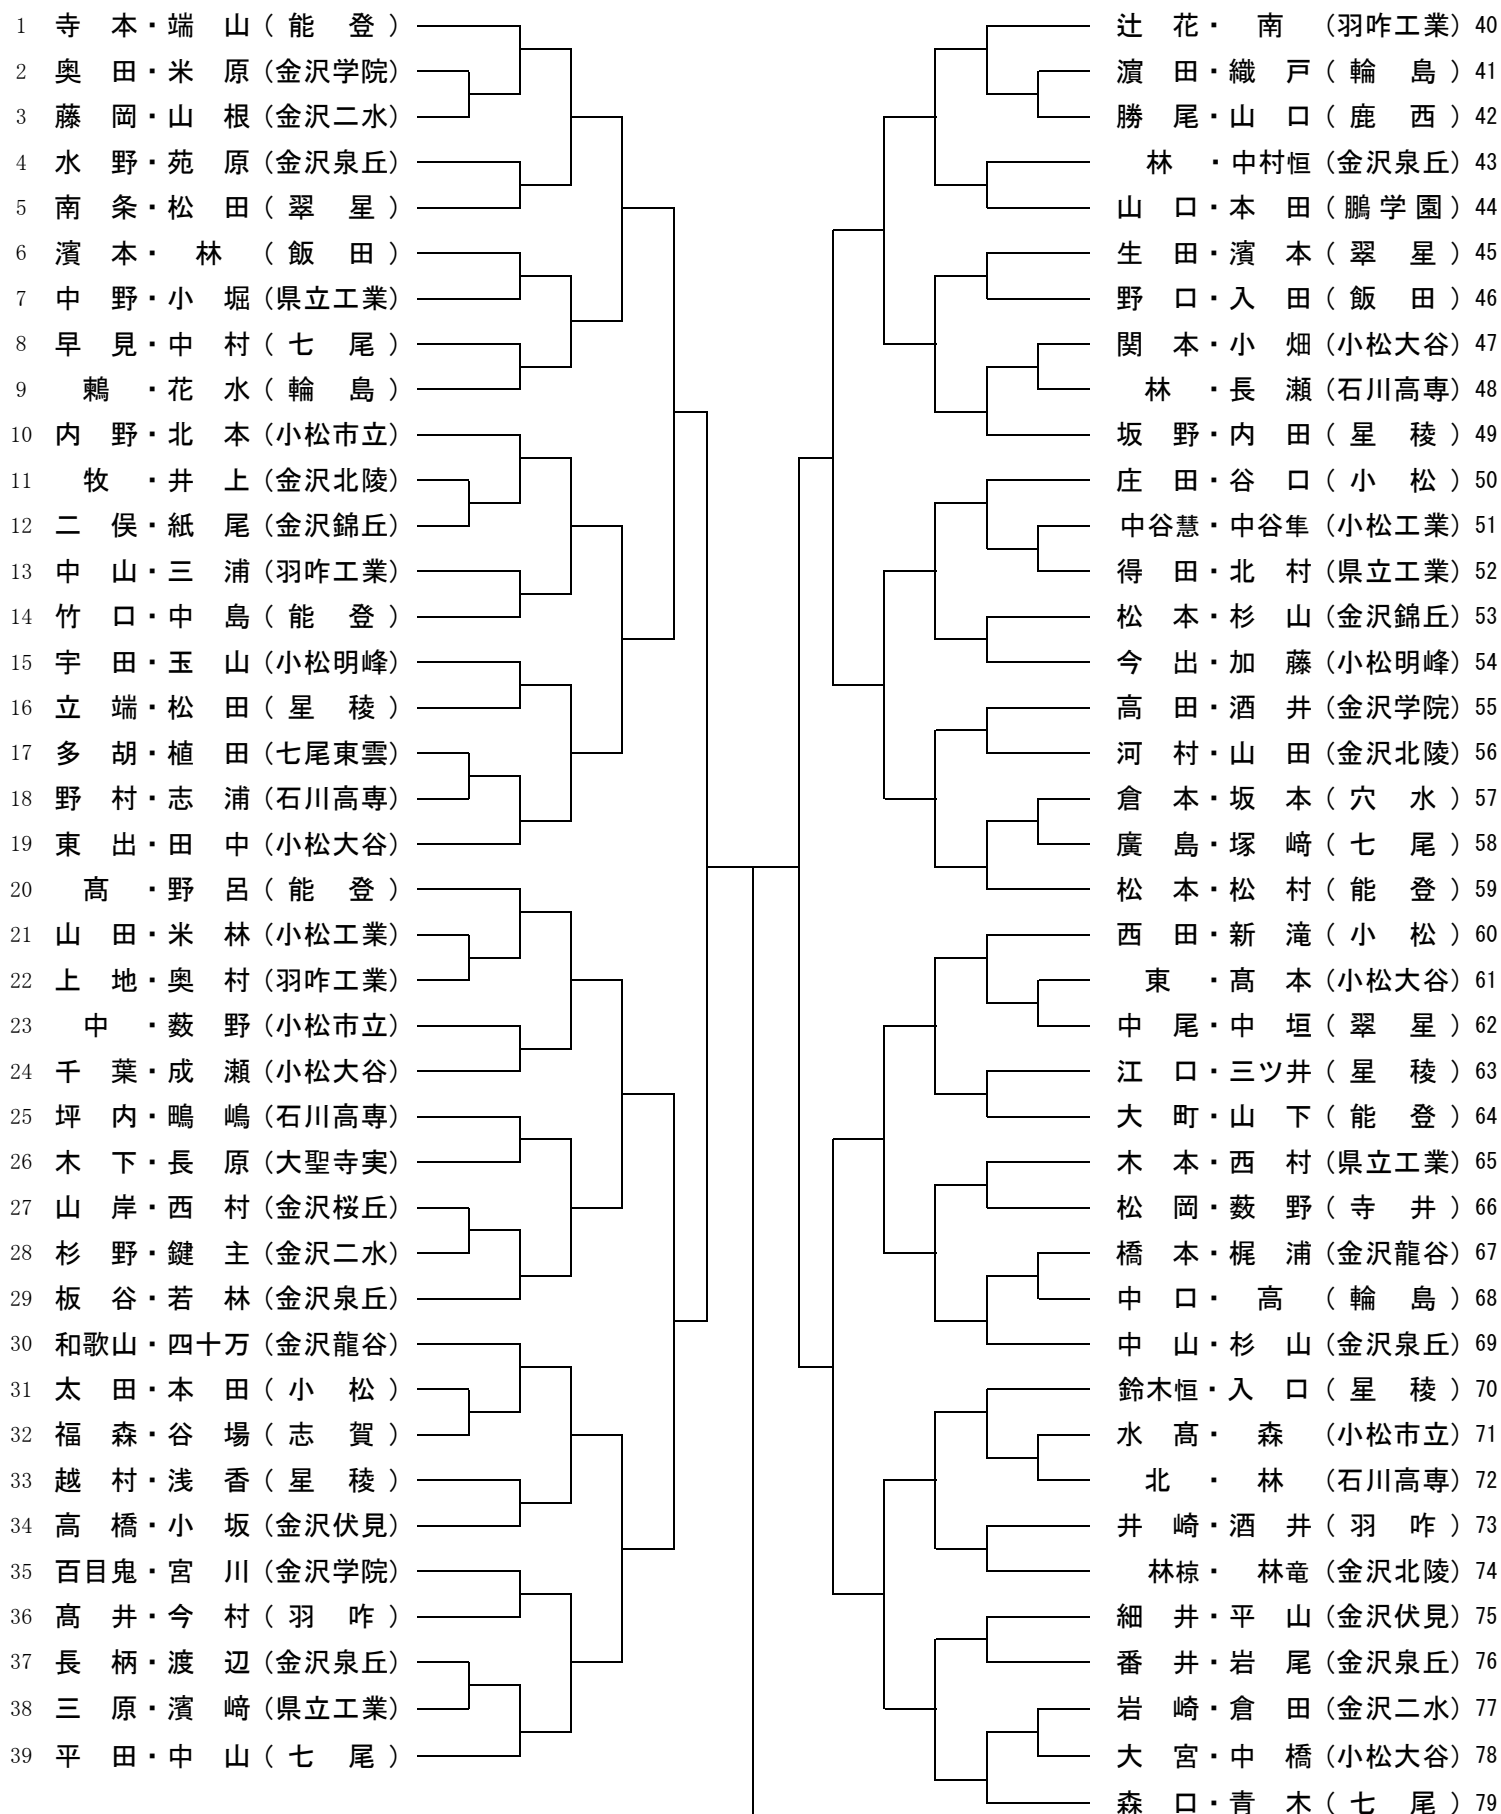 1 寺本・端山(能登)
2 奥田・米原(金沢学院)
3 藤岡・山根(金沢二水)
4 水野・苑原(金沢泉丘)
5 南条・松田(翠星)
6 濱本・林(飯田)
7 中野・小堀(県立工業)
8 早見・中村(七尾)
9 鶫・花水(輪島)
10 内野・北本(小松市立)
11 牧・井上(金沢北陵)
12 二俣・紙尾(金沢錦丘)
13 中山・三浦(羽咋工業)
14 竹口・中島(能登)
15 宇田・玉山(小松明峰)
16 立端・松田(星稜)
17 多胡・植田(七尾東雲)
18 野村・志浦(石川高専)
19 東出・田中(小松大谷)
20 髙・野呂(能登)
21 山田・米林(小松工業)
22 上地・奥村(羽咋工業)
23 中・薮野(小松市立)
24 千葉・成瀬(小松大谷)
25 坪内・鴫嶋(石川高専)
26 木下・長原(大聖寺実)
27 山岸・西村(金沢桜丘)
28 杉野・鍵主(金沢二水)
29 板谷・若林(金沢泉丘)
30 和歌山・四十万(金沢龍谷)
31 太田・本田(小松)
32 福森・谷場(志賀)
33 越村・浅香(星稜)
34 高橋・小坂(金沢伏見)
35 百目鬼・宮川(金沢学院)
36 髙井・今村(羽咋)
37 長柄・渡辺(金沢泉丘)
38 三原・濱﨑(県立工業)
39 平田・中山(七尾)
辻花・南(羽咋工業) 40
濵田・織戸(輪島) 41
勝尾・山口(鹿西) 42
林・中村恒(金沢泉丘) 43
山口・本田(鵬学園) 44
生田・濱本(翠星) 45
野口・入田(飯田) 46
関本・小畑(小松大谷) 47
林・長瀬(石川高専) 48
坂野・内田(星稜) 49
庄田・谷口(小松) 50
中谷慧・中谷隼(小松工業) 51
得田・北村(県立工業) 52
松本・杉山(金沢錦丘) 53
今出・加藤(小松明峰) 54
高田・酒井(金沢学院) 55
河村・山田(金沢北陵) 56
倉本・坂本(穴水) 57
廣島・塚﨑(七尾) 58
松本・松村(能登) 59
西田・新滝(小松) 60
東・髙本(小松大谷) 61
中尾・中垣(翠星) 62
江口・三ツ井(星稜) 63
大町・山下(能登) 64
木本・西村(県立工業) 65
松岡・薮野(寺井) 66
橋本・梶浦(金沢龍谷) 67
中口・高(輪島) 68
中山・杉山(金沢泉丘) 69
鈴木恒・入口(星稜) 70
水髙・森(小松市立) 71
北・林(石川高専) 72
井崎・酒井(羽咋) 73
林椋・林竜(金沢北陵) 74
細井・平山(金沢伏見) 75
番井・岩尾(金沢泉丘) 76
岩崎・倉田(金沢二水) 77
大宮・中橋(小松大谷) 78
森口・青木(七尾) 79